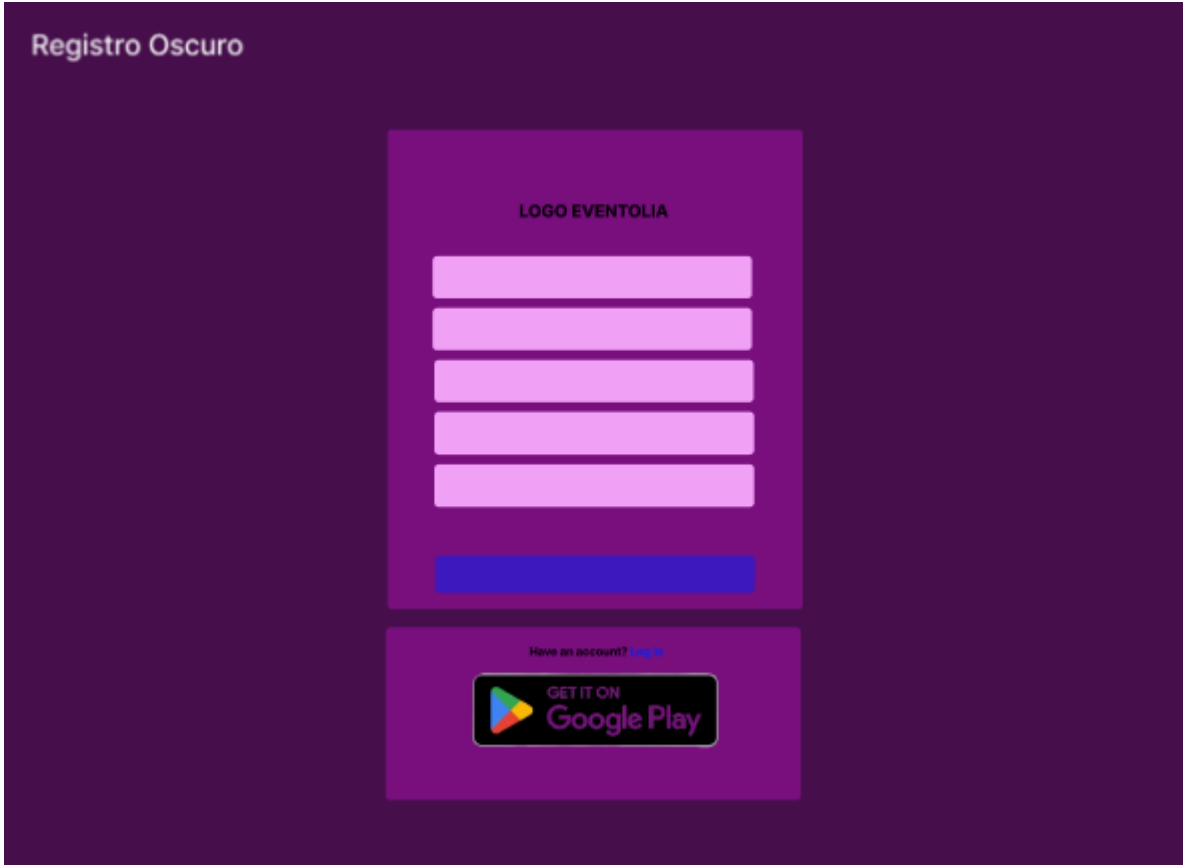 Registro Oscuro
LOGO EVENTOLIA
Have an account? Log in
GET IT ON
Google Play